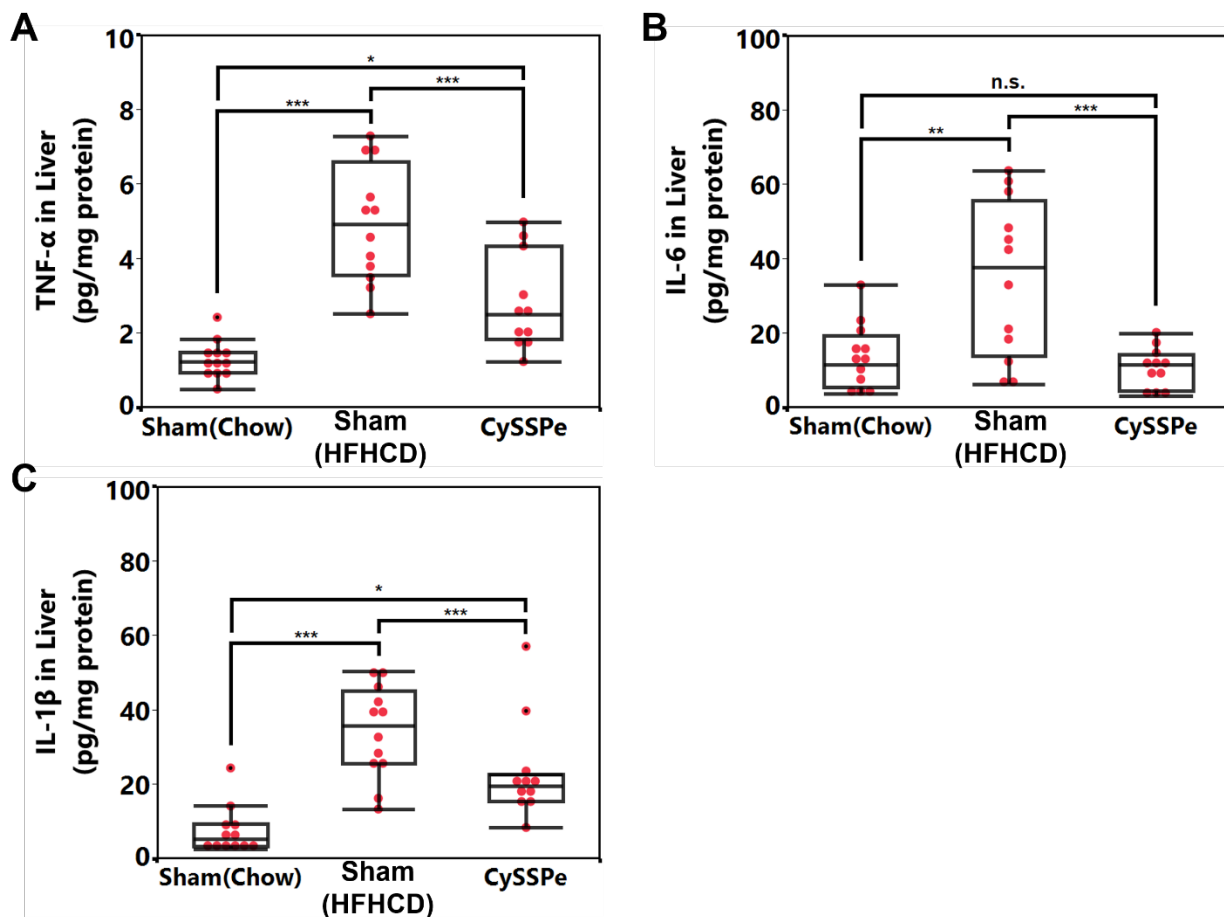 A
TNF-α in Liver
(pg/mg protein)
10
8
6
4
2
0
*
***
***
Sham(Chow)
Sham
(HFHCD)
CySSPe
B
IL-6 in Liver
(pg/mg protein)
100
80
60
40
20
0
n.s.
***
**
Sham(Chow)
Sham
(HFHCD)
CySSPe
C
IL-1β in Liver
(pg/mg protein)
100
80
60
40
20
0
*
***
***
Sham(Chow)
Sham
(HFHCD)
CySSPe